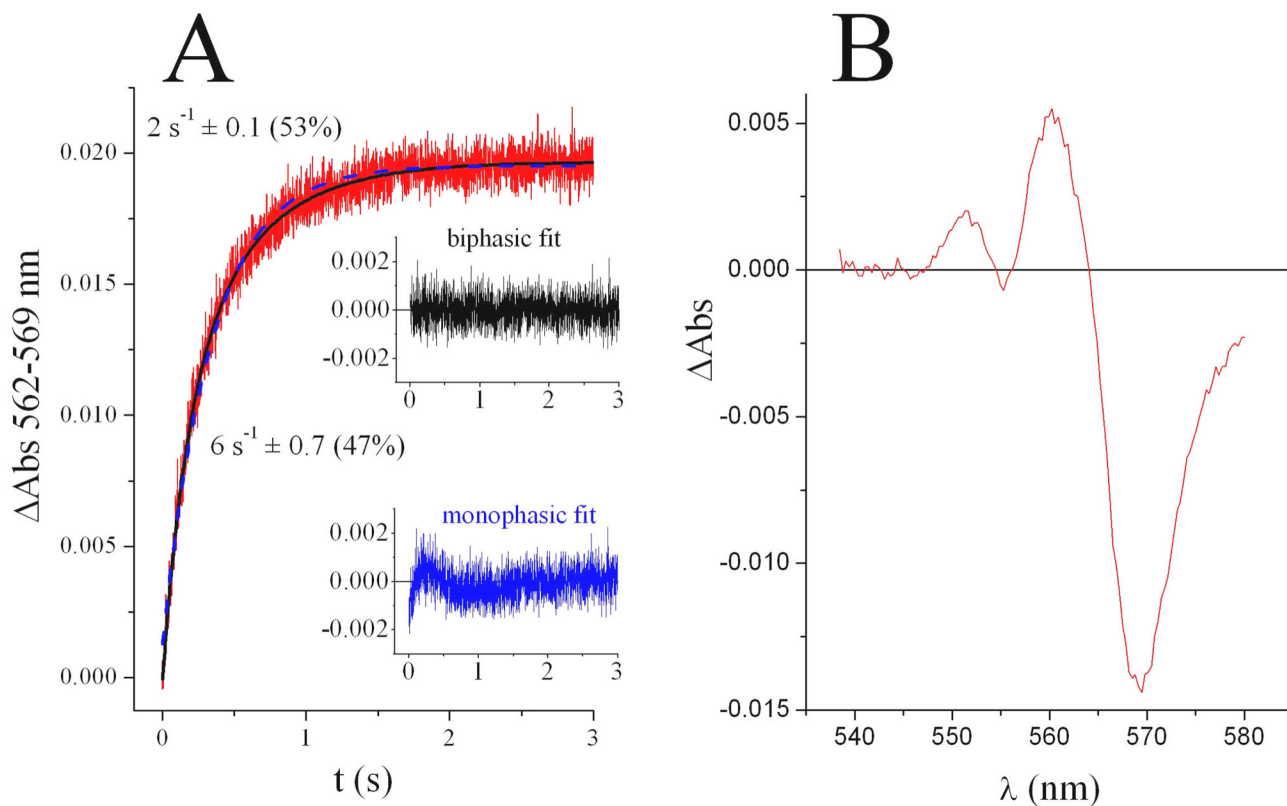 A
2 s⁻¹ ± 0.1 (53%)
0.020
0.015
0.010
0.005
0.000
ΔAbs 562-569 nm
6 s⁻¹ ± 0.7 (47%)
biphasic fit
0.002
0.000
-0.002
0 1 2 3
monophasic fit
0.002
0.000
-0.002
0 1 2 3
0 1 2 3
t (s)
B
0.005
0.000
-0.005
-0.010
-0.015
ΔAbs
540 550 560 570 580
λ (nm)